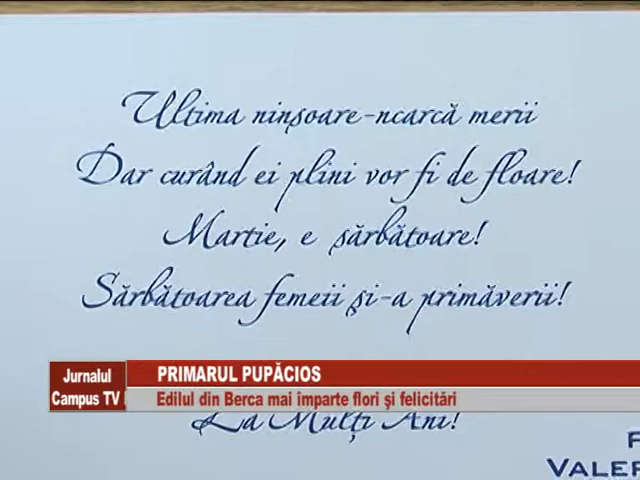 Ultima ninsoare-ncarcă merii
Dar curând ei plini vor fi de floare!
Martie, e sărbătoare!
Sărbătoarea femeii și-a primăverii!
Jurnalul
Campus TV
PRIMARUL PUPĂCIOS
Edilul din Berca mai imparte flori și felicitări
La Mulți Ani!